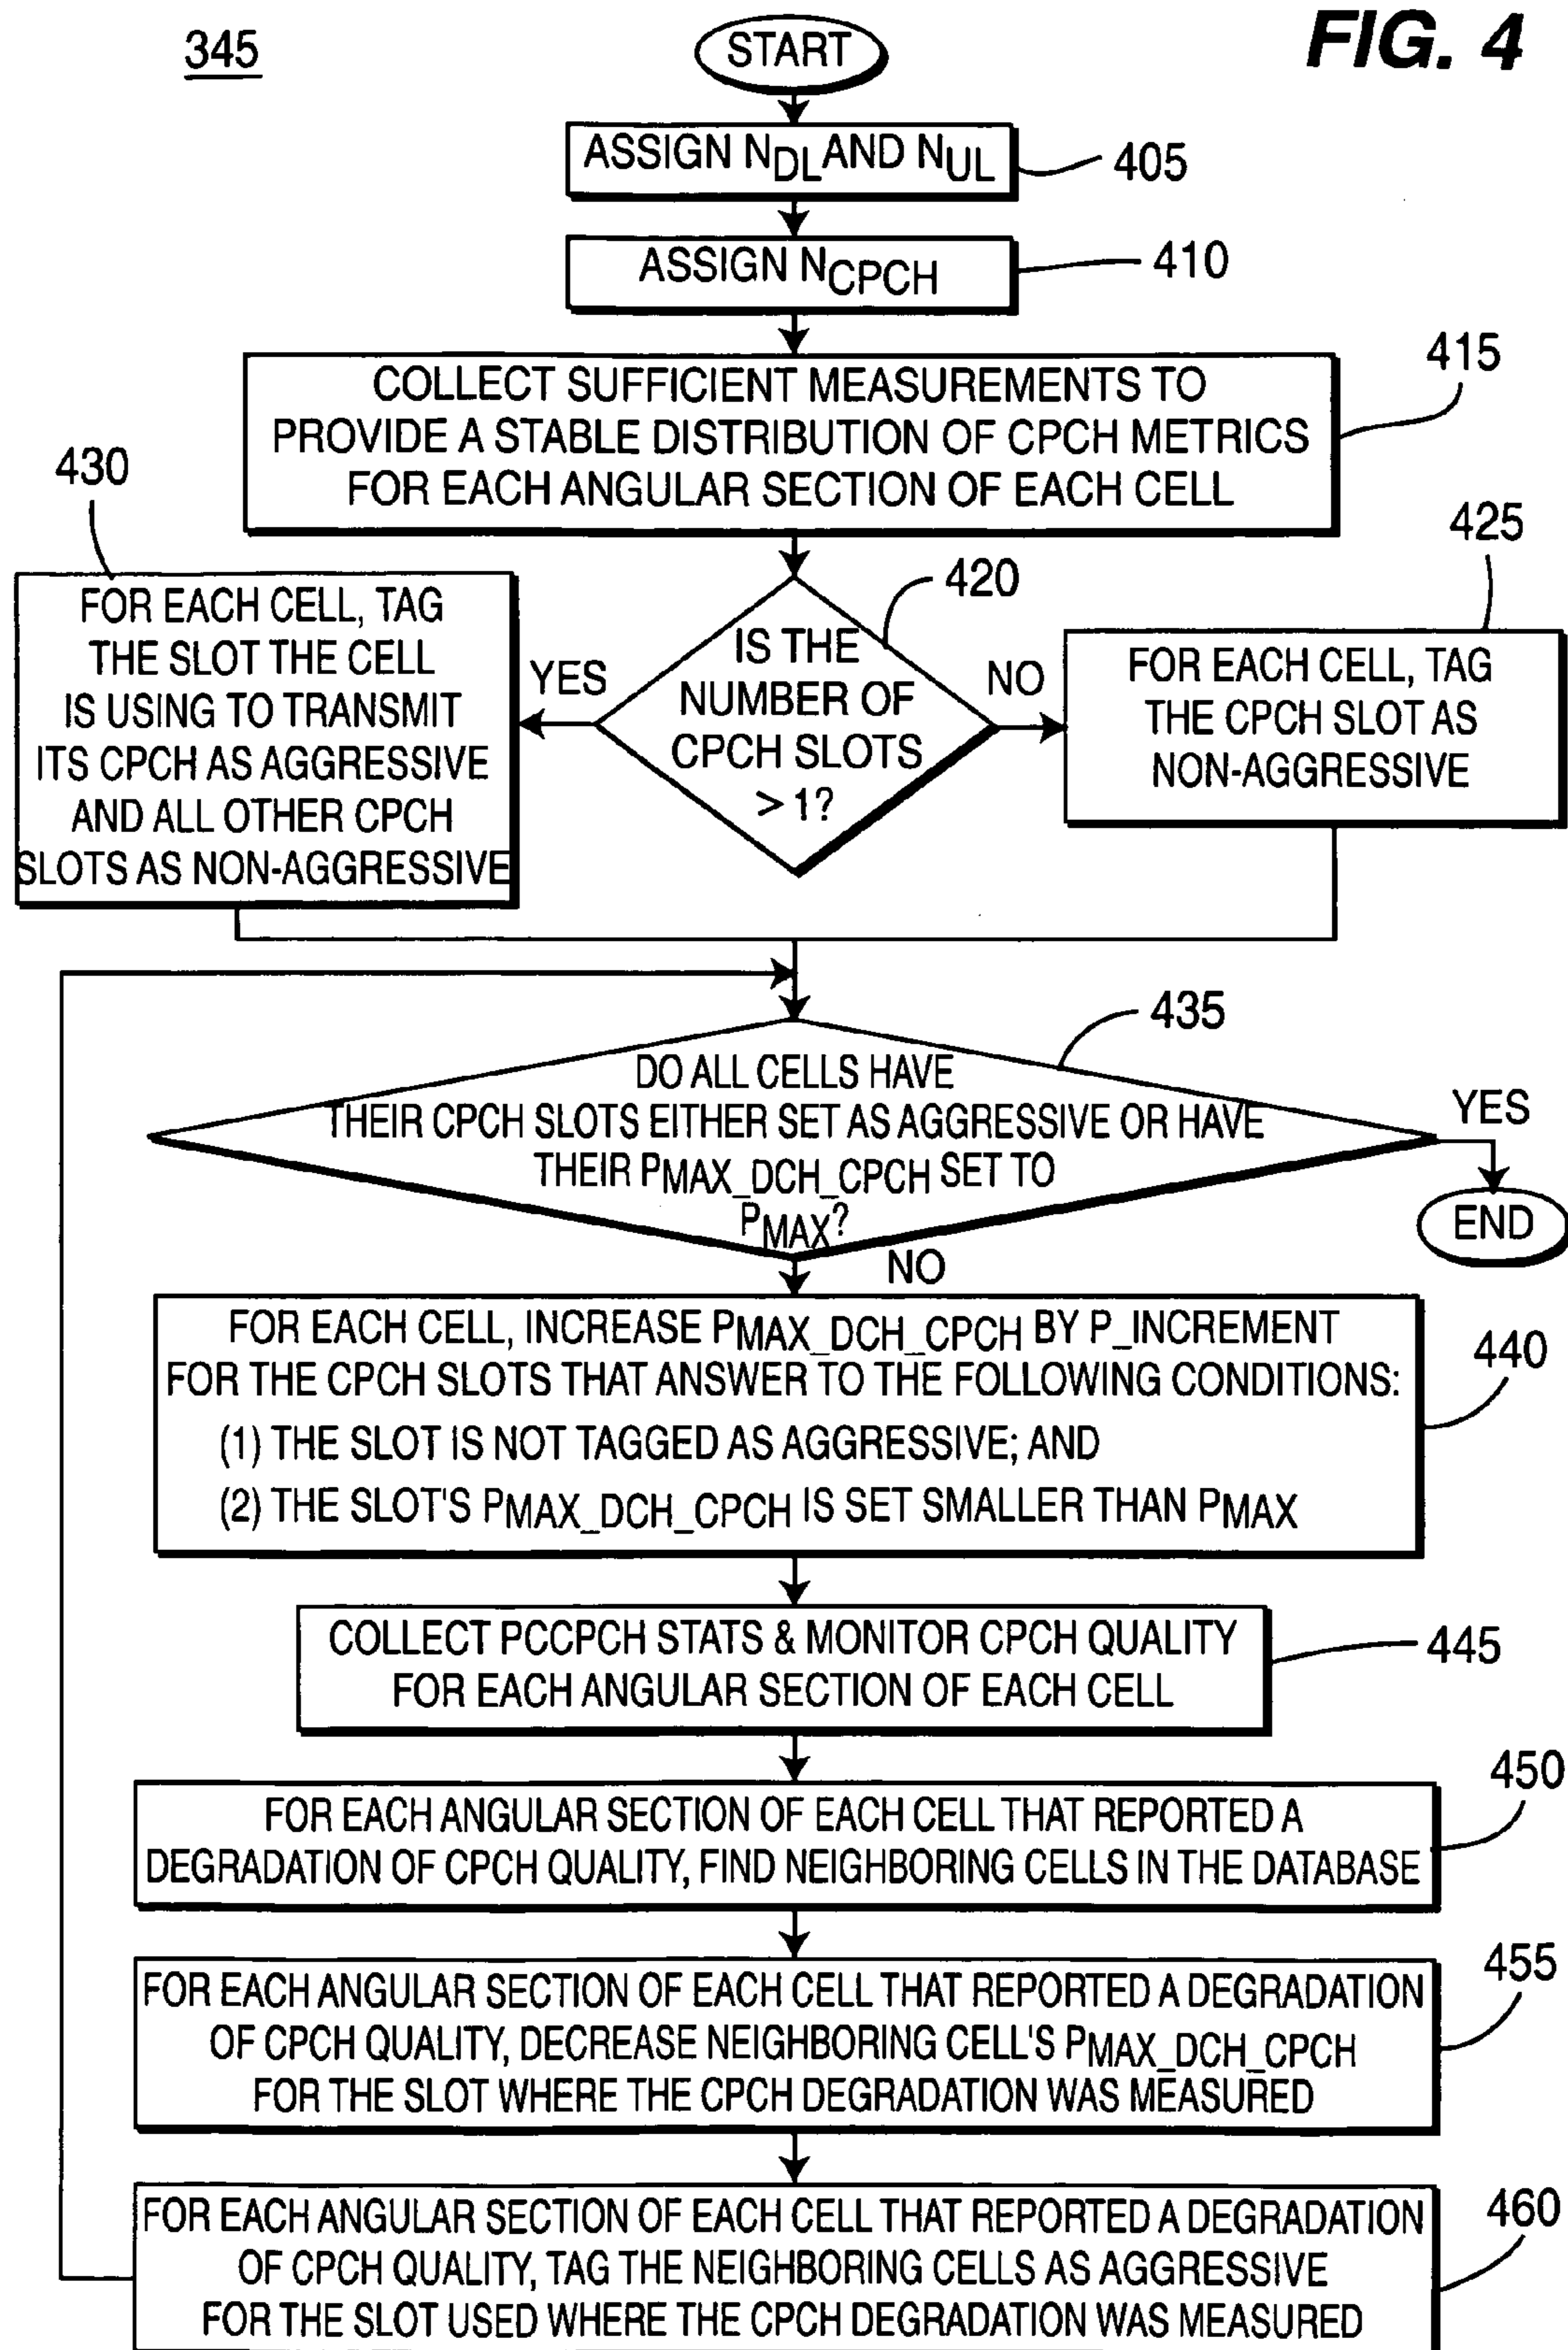 FIG. 4
345
START
ASSIGN NDL AND NUL
405
ASSIGN NCPCH
410
COLLECT SUFFICIENT MEASUREMENTS TO
PROVIDE A STABLE DISTRIBUTION OF CPCH METRICS
FOR EACH ANGULAR SECTION OF EACH CELL
415
430
FOR EACH CELL, TAG
THE SLOT THE CELL
IS USING TO TRANSMIT
ITS CPCH AS AGGRESSIVE
AND ALL OTHER CPCH
SLOTS AS NON-AGGRESSIVE
YES
420
IS THE
NUMBER OF
CPCH SLOTS
> 1?
NO
425
FOR EACH CELL, TAG
THE CPCH SLOT AS
NON-AGGRESSIVE
435
DO ALL CELLS HAVE
THEIR CPCH SLOTS EITHER SET AS AGGRESSIVE OR HAVE
THEIR PMAX_DCH_CPCH SET TO
PMAX?
YES
END
NO
FOR EACH CELL, INCREASE PMAX_DCH_CPCH BY P_INCREMENT
FOR THE CPCH SLOTS THAT ANSWER TO THE FOLLOWING CONDITIONS:
(1) THE SLOT IS NOT TAGGED AS AGGRESSIVE; AND
(2) THE SLOT'S PMAX_DCH_CPCH IS SET SMALLER THAN PMAX
440
COLLECT PCCPCH STATS & MONITOR CPCH QUALITY
FOR EACH ANGULAR SECTION OF EACH CELL
445
FOR EACH ANGULAR SECTION OF EACH CELL THAT REPORTED A
DEGRADATION OF CPCH QUALITY, FIND NEIGHBORING CELLS IN THE DATABASE
450
FOR EACH ANGULAR SECTION OF EACH CELL THAT REPORTED A DEGRADATION
OF CPCH QUALITY, DECREASE NEIGHBORING CELL'S PMAX_DCH_CPCH
FOR THE SLOT WHERE THE CPCH DEGRADATION WAS MEASURED
455
FOR EACH ANGULAR SECTION OF EACH CELL THAT REPORTED A DEGRADATION
OF CPCH QUALITY, TAG THE NEIGHBORING CELLS AS AGGRESSIVE
FOR THE SLOT USED WHERE THE CPCH DEGRADATION WAS MEASURED
460